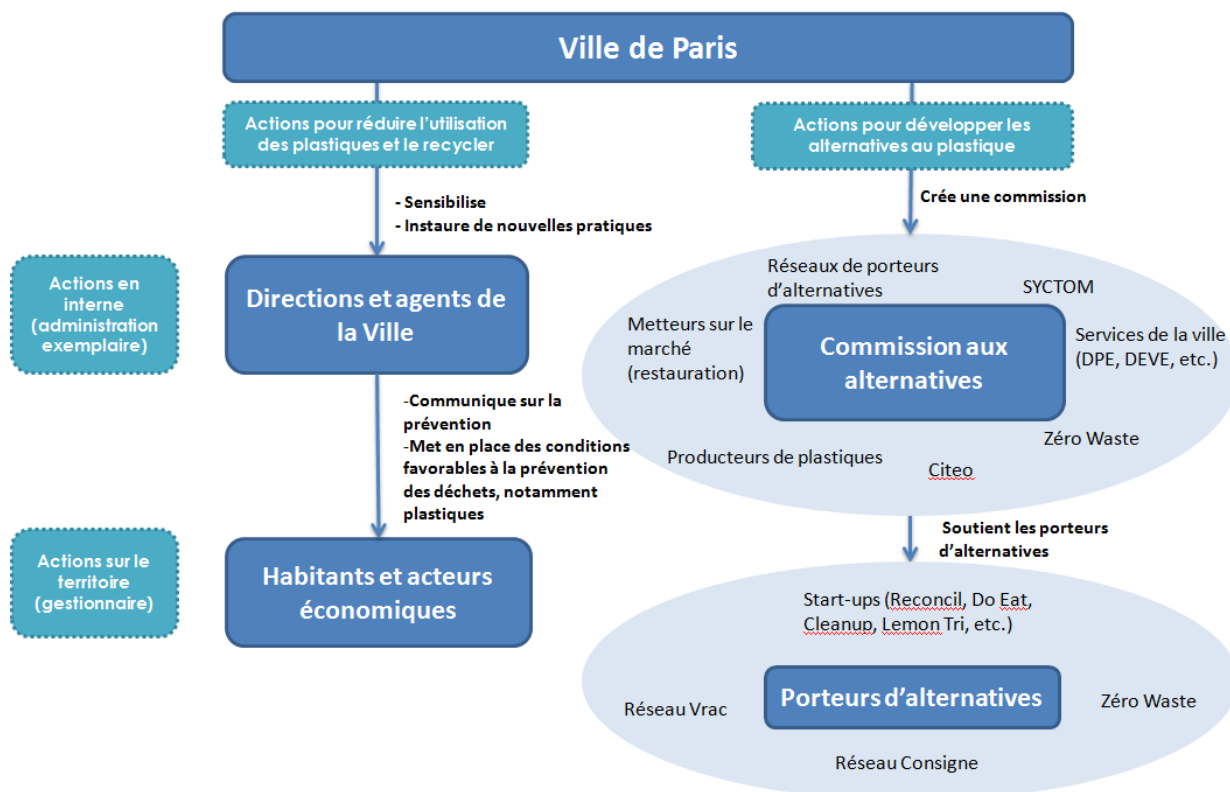 Ville de Paris
Actions pour réduire l'utilisation
des plastiques et le recycler
Actions pour développer les
alternatives au plastique
- Sensibilise
- Instaure de nouvelles pratiques
Crée une commission
Actions en
interne
(administration
exemplaire)
Directions et agents de
la Ville
Réseaux de porteurs
d'alternatives
SYCTOM
Metteurs sur le
marché
(restauration)
Commission aux
alternatives
Services de la ville
(DPE, DEVE, etc.)
Zéro Waste
Producteurs de plastiques
Citeo
-Communique sur la
prévention
-Met en place des conditions
favorables à la prévention
des déchets, notamment
plastiques
Soutient les porteurs
d'alternatives
Actions sur le
territoire
(gestionnaire)
Habitants et acteurs
économiques
Start-ups (Reconcil, Do Eat,
Cleanup, Lemon Tri, etc.)
Réseau Vrac
Porteurs d'alternatives
Zéro Waste
Réseau Consigne